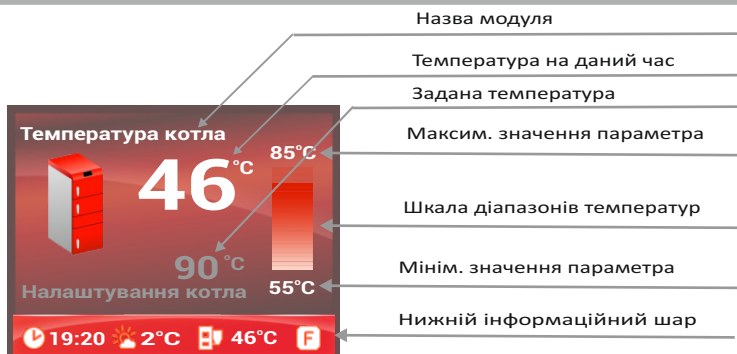 Назва модуля
Температура на даний час
Задана температура
Максим. значення параметра
Шкала діапазонів температур
Мінім. значення параметра
Нижній інформаційний шар
Температура котла
46°C
85°C
90°C
55°C
Налаштування котла
19:20 2°C 46°C F